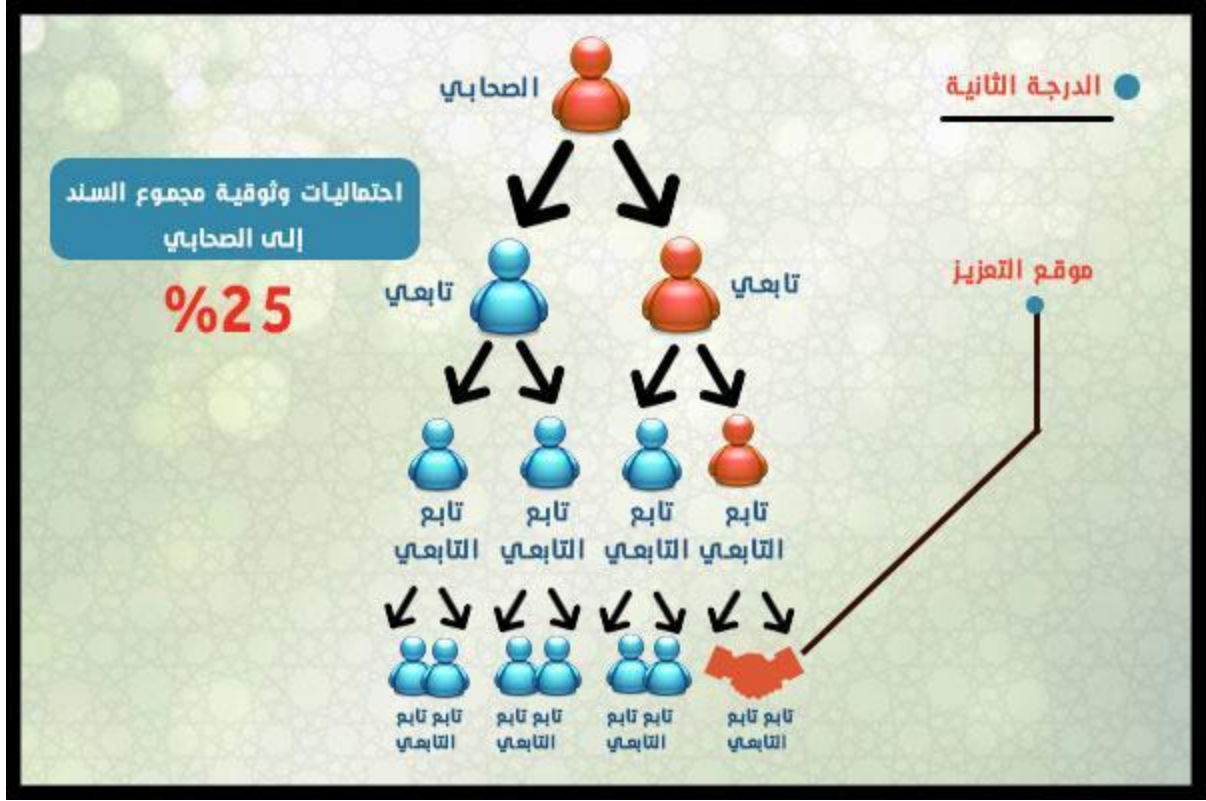 الدرجة الثانية
الصحابي
احتماليات وثوقية مجموع السند
إلى الصحابي
%25
موقع التعزيز
تابعي
تابعي
تابع
التابعي
تابع
التابعي
تابع
التابعي
تابع
التابعي
تابع تابع
التابعي
تابع تابع
التابعي
تابع تابع
التابعي
تابع تابع
التابعي